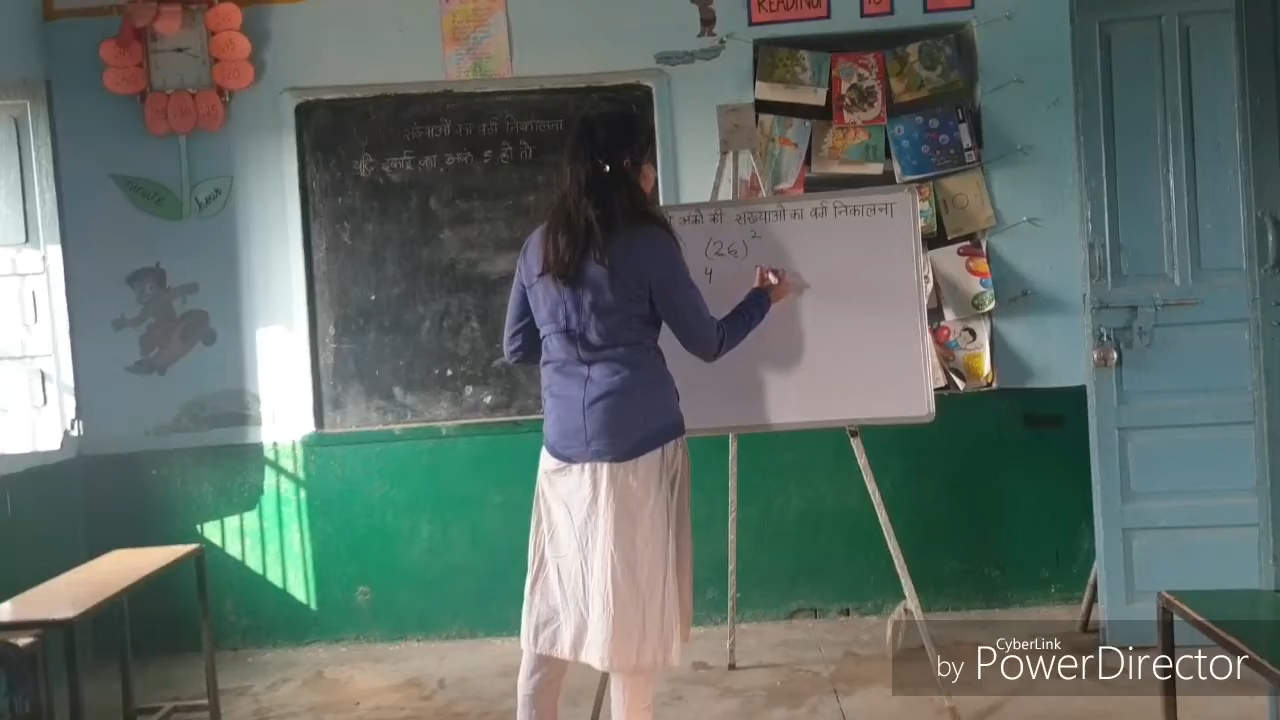 READING
संख्याओं का वर्ग निकालना
यदि इकाई का अंक 5 हो तो
अंको की संख्याओ का वर्ग निकालना
(26)²
4
CyberLink
by PowerDirector